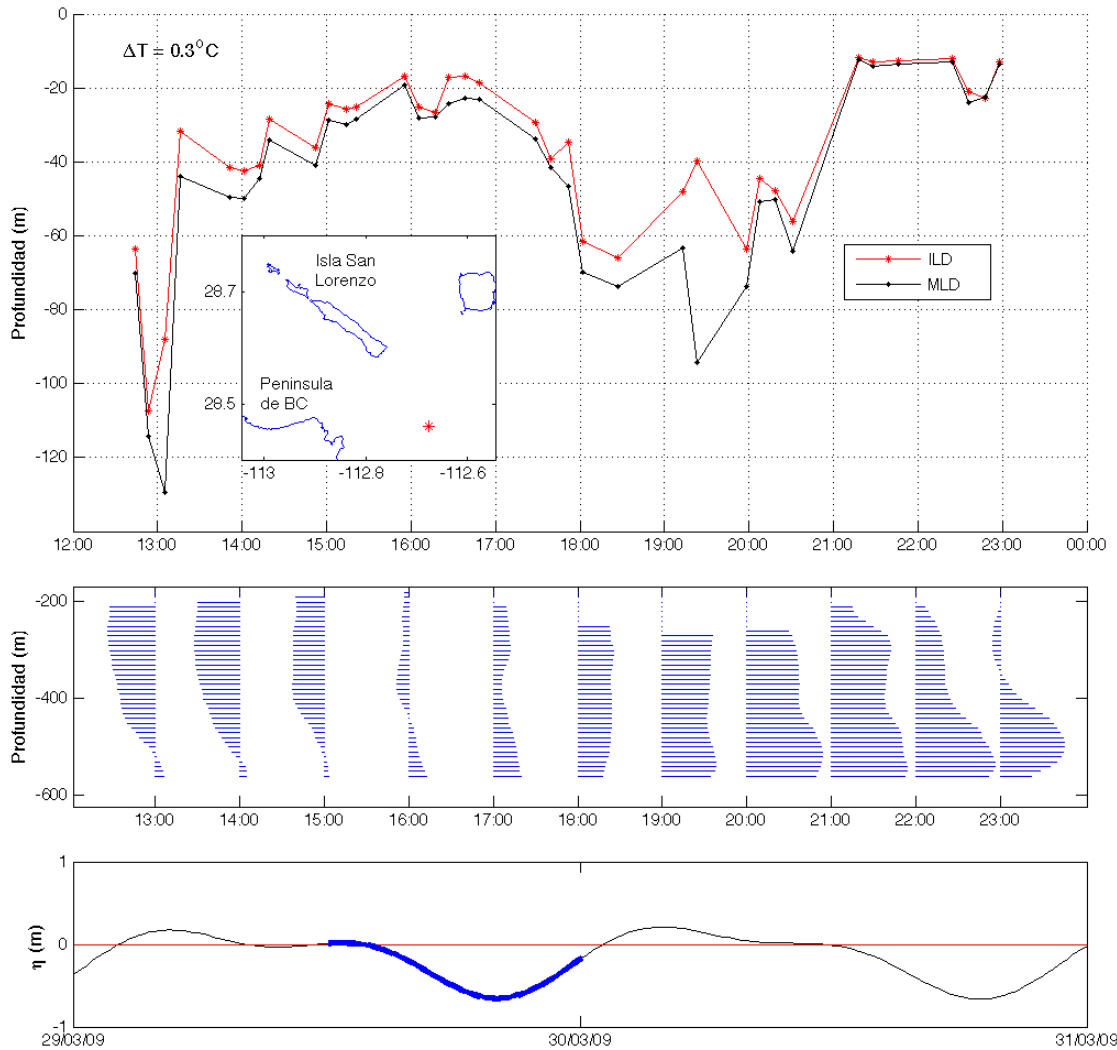 0
-20
-40
-60
-80
-100
-120
Profundidad (m)
ΔT = 0.3°C
Isla San
Lorenzo
28.7
Peninsula
de BC
28.5
-113 -112.8 -112.6
ILD
MLD
12:00 13:00 14:00 15:00 16:00 17:00 18:00 19:00 20:00 21:00 22:00 23:00 00:00
-200
-400
-600
Profundidad (m)
13:00 14:00 15:00 16:00 17:00 18:00 19:00 20:00 21:00 22:00 23:00
1
0
-1
η (m)
29/03/09 30/03/09 31/03/09